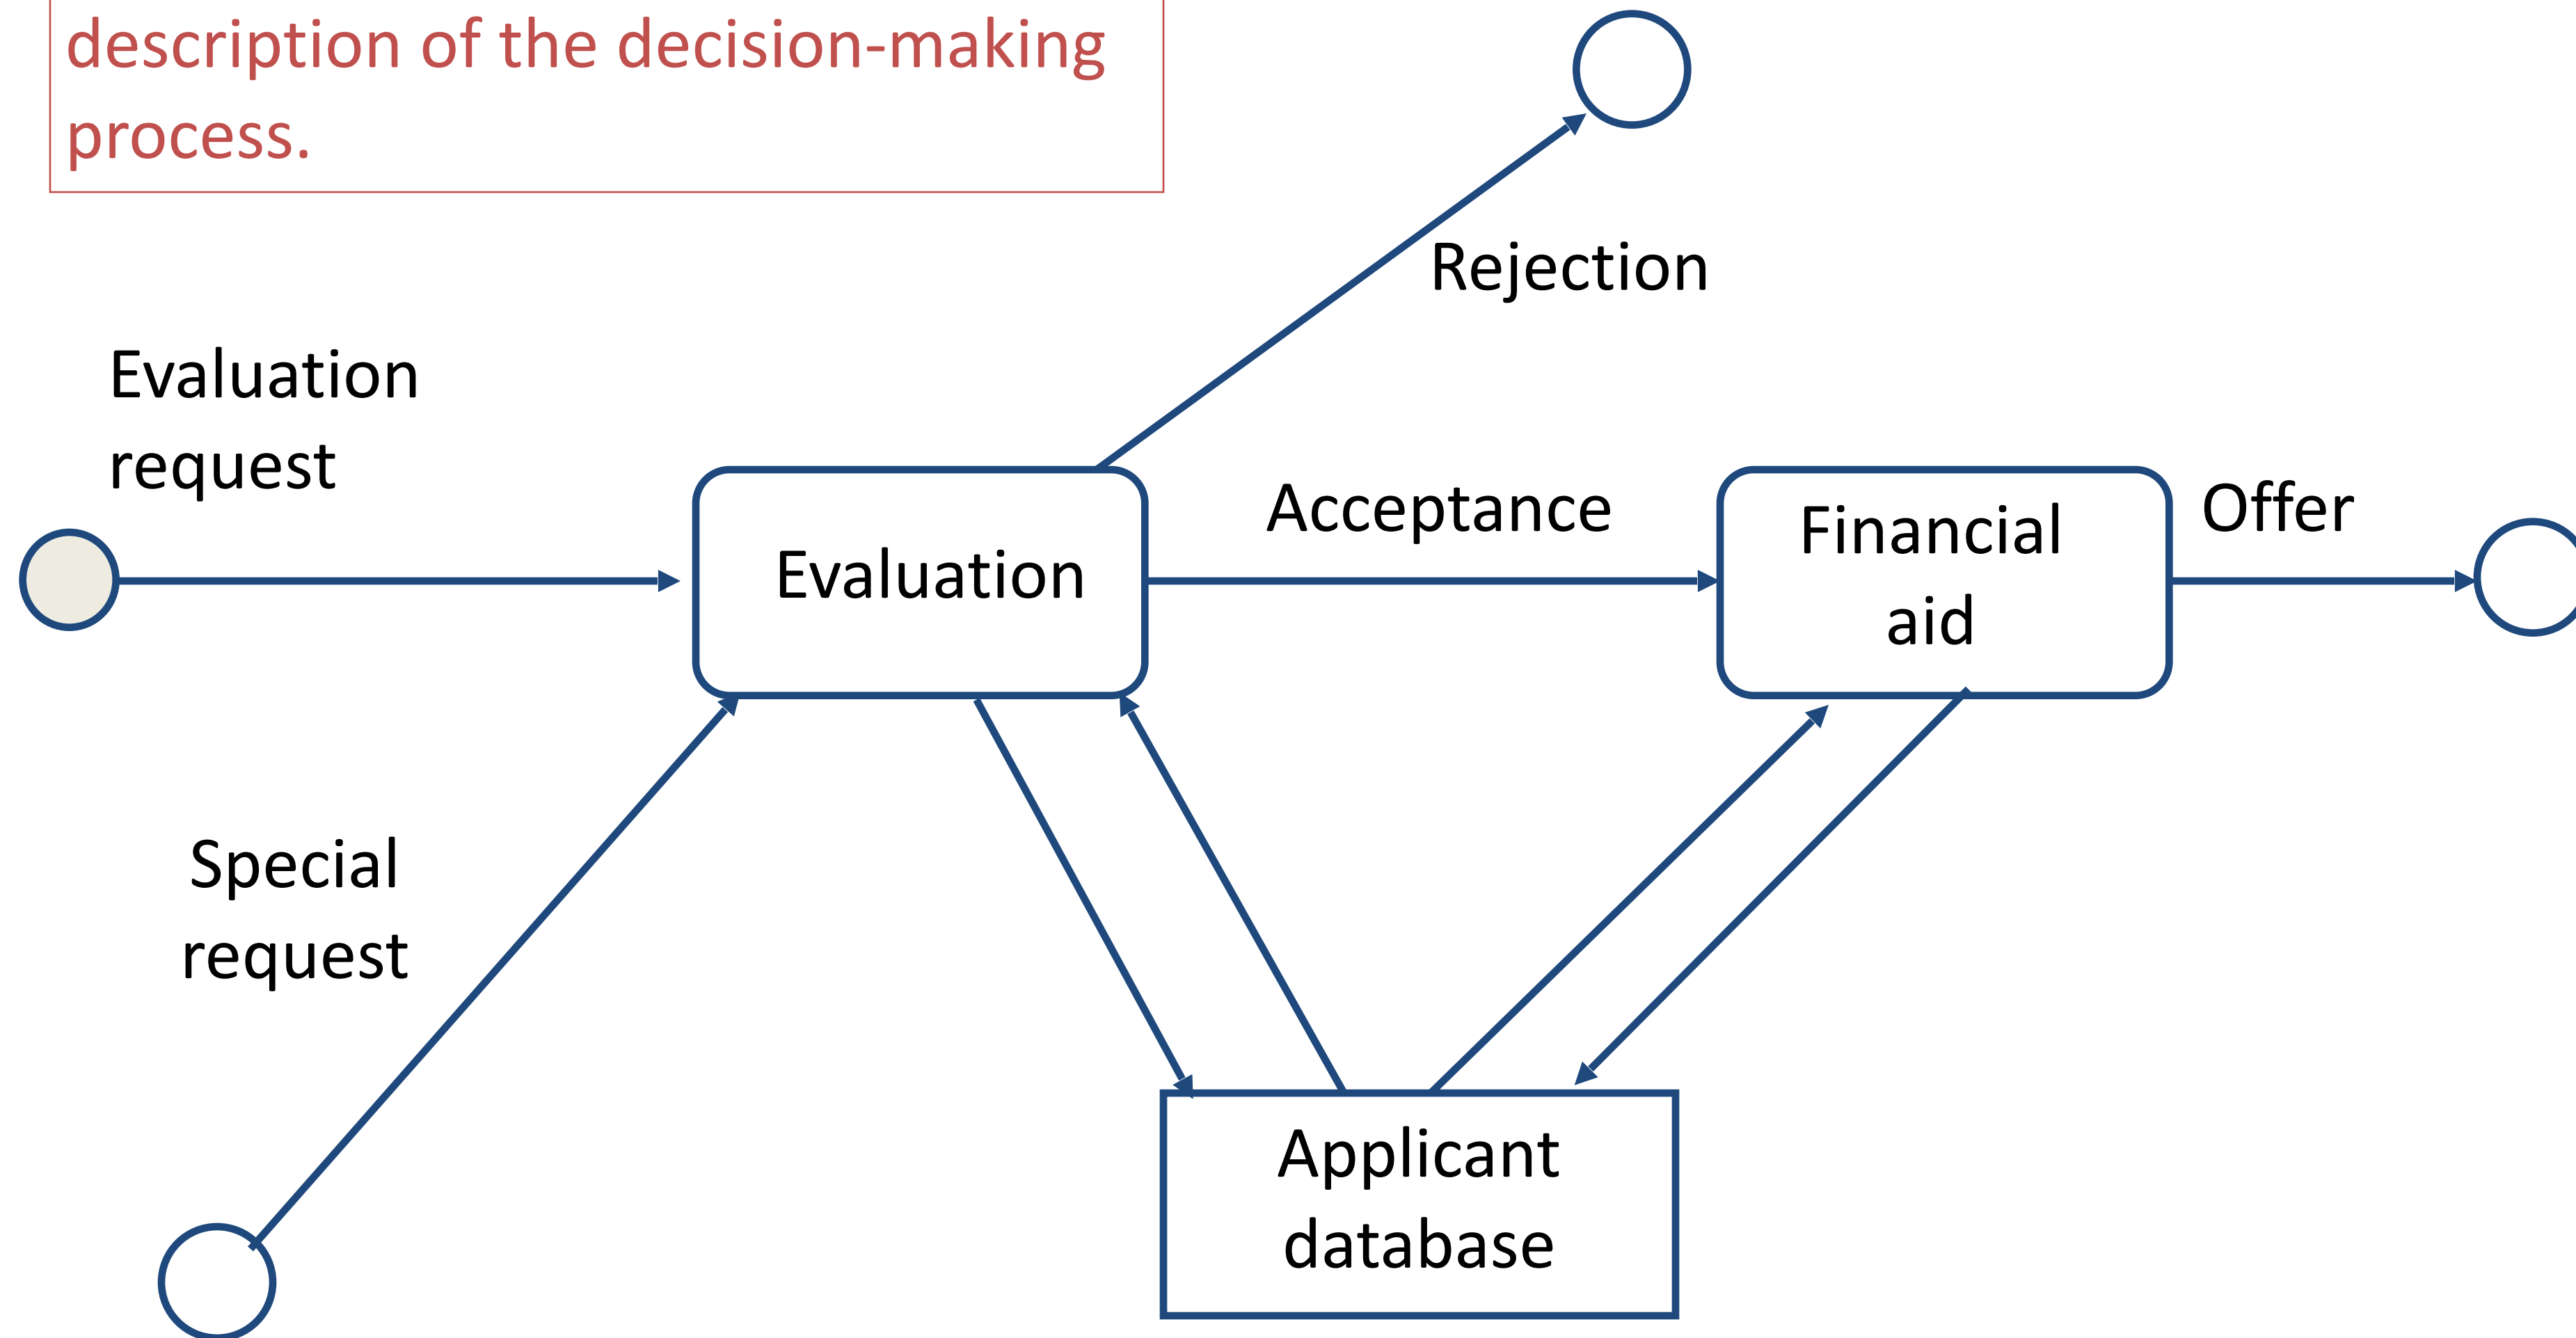 description of the decision-making
process.
Rejection
Evaluation
request
Acceptance
Offer
Evaluation
Financial
aid
Special
request
Applicant
database